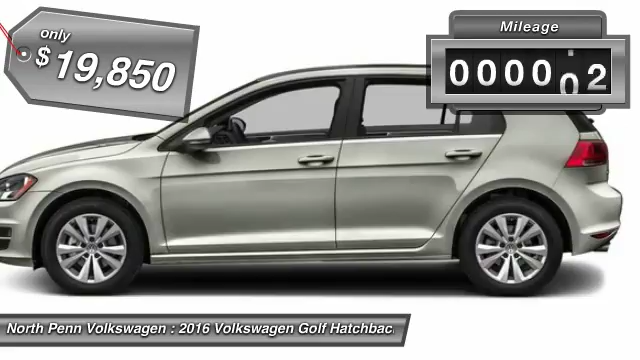 only
$19,850
Mileage
000002
North Penn Volkswagen : 2016 Volkswagen Golf Hatchbac